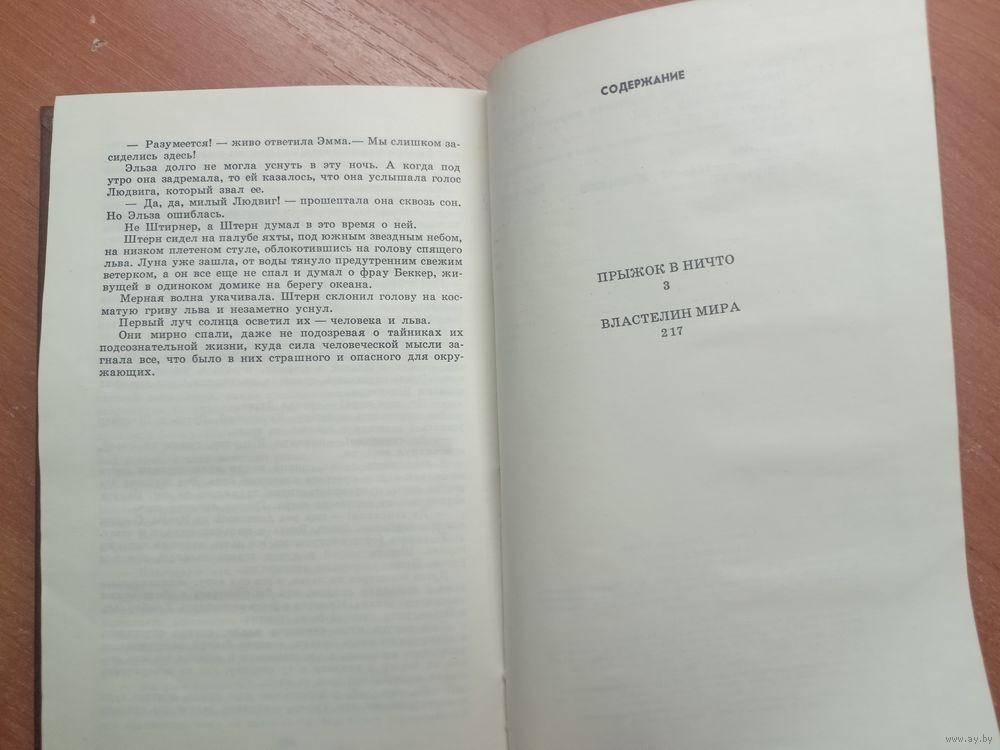 — Разумеется! — живо ответила Эмма.— Мы слишком за-
сиделись здесь!
Эльза долго не могла уснуть в эту ночь. А когда под
утро она задремала, то ей казалось, что она услышала голос
Людвига, который звал ее.
— Да, да, милый Людвиг! — прошептала она сквозь сон.
Но Эльза ошиблась.
Не Штирнер, а Штерн думал в это время о ней.
Штерн сидел на палубе яхты, под южным звездным небом,
на низком плетеном стуле, облокотившись на голову спящего
льва. Луна уже зашла, от воды тянуло предутренним свежим
ветерком, а он все еще не спал и думал о фрау Беккер, жи-
вущей в одиноком домике на берегу океана.
Мерная волна укачивала. Штерн склонил голову на кос-
матую гриву льва и незаметно уснул.
Первый луч солнца осветил их — человека и льва.
Они мирно спали, даже не подозревая о тайниках их
подсознательной жизни, куда сила человеческой мысли за-
гнала все, что было в них страшного и опасного для окру-
жающих.
СОДЕРЖАНИЕ
ПРЫЖОК В НИЧТО
3
ВЛАСТЕЛИН МИРА
217
www.ay.by